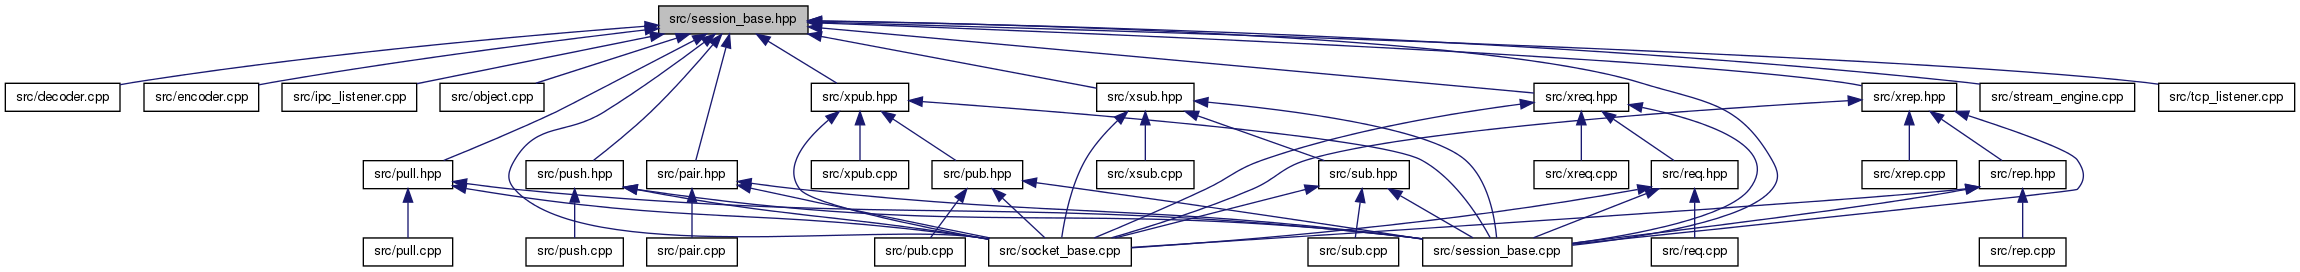 src/session_base.hpp
src/decoder.cpp
src/encoder.cpp
src/ipc_listener.cpp
src/object.cpp
src/xpub.hpp
src/xsub.hpp
src/xreq.hpp
src/xrep.hpp
src/stream_engine.cpp
src/tcp_listener.cpp
src/pull.hpp
src/push.hpp
src/pair.hpp
src/xpub.cpp
src/pub.hpp
src/xsub.cpp
src/sub.hpp
src/xreq.cpp
src/req.hpp
src/xrep.cpp
src/rep.hpp
src/pull.cpp
src/push.cpp
src/pair.cpp
src/pub.cpp
src/socket_base.cpp
src/sub.cpp
src/session_base.cpp
src/req.cpp
src/rep.cpp